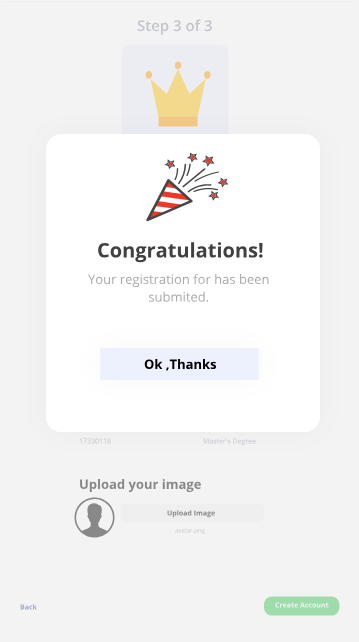 Step 3 of 3
Congratulations!
Your registration for has been
submited.
Ok ,Thanks
17330116 Master's Degree
Upload your image
Upload Image
avatar.png
Back Create Account